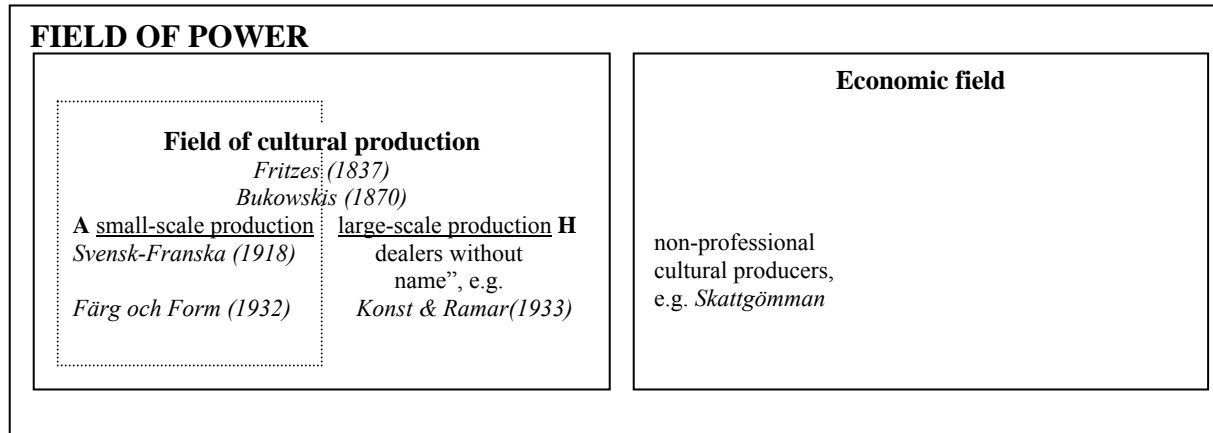 FIELD OF POWER
Field of cultural production
Fritzes (1837)
Bukowskis (1870)
A small-scale production
Svensk-Franska (1918)
Färg och Form (1932)
large-scale production H
dealers without
name”, e.g.
Konst & Ramar(1933)
Economic field
non-professional
cultural producers,
e.g. Skattgömman